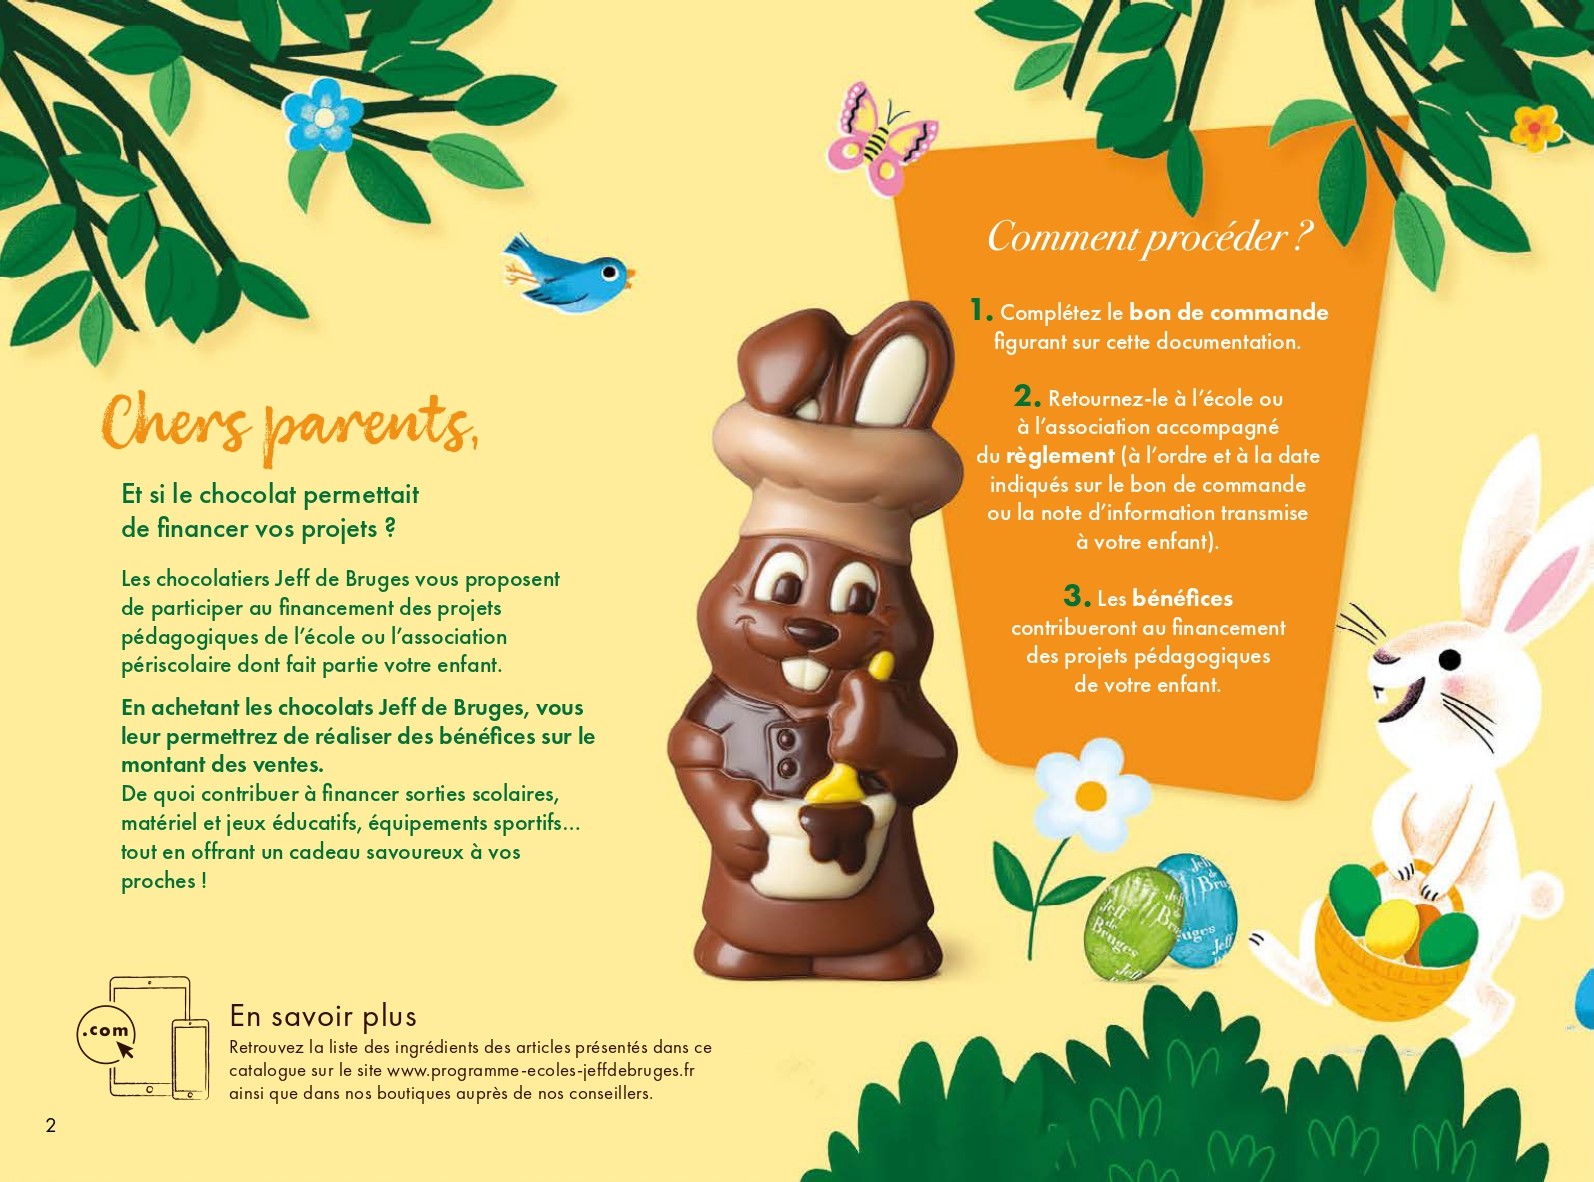 Chers parents,
Et si le chocolat permettait
de financer vos projets ?
Les chocolatiers Jeff de Bruges vous proposent
de participer au financement des projets
pédagogiques de l'école ou l'association
périscolaire dont fait partie votre enfant.
En achetant les chocolats Jeff de Bruges, vous
leur permettrez de réaliser des bénéfices sur le
montant des ventes.
De quoi contribuer à financer sorties scolaires,
matériel et jeux éducatifs, équipements sportifs...
tout en offrant un cadeau savoureux à vos
proches !
.com
En savoir plus
Retrouvez la liste des ingrédients des articles présentés dans ce
catalogue sur le site www.programme-ecoles-jeffdebruges.fr
ainsi que dans nos boutiques auprès de nos conseillers.
2
Comment procéder ?
1. Complétez le bon de commande
figurant sur cette documentation.
2. Retournez-le à l'école ou
à l'association accompagné
du règlement (à l'ordre et à la date
indiqués sur le bon de commande
ou la note d'information transmise
à votre enfant).
3. Les bénéfices
contribueront au financement
des projets pédagogiques
de votre enfant.
Jeff
de
Bruges